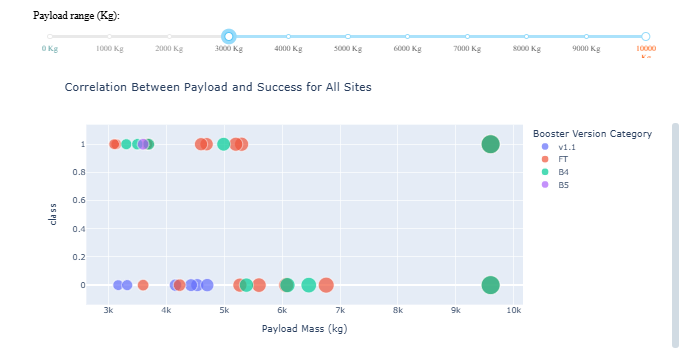 Payload range (Kg):
0 Kg 1000 Kg 2000 Kg 3000 Kg 4000 Kg 5000 Kg 6000 Kg 7000 Kg 8000 Kg 9000 Kg 10000
Kg
Correlation Between Payload and Success for All Sites
Booster Version Category
v1.1
FT
B4
B5
1
0.8
0.6
0.4
0.2
0
class
3k 4k 5k 6k 7k 8k 9k 10k
Payload Mass (kg)